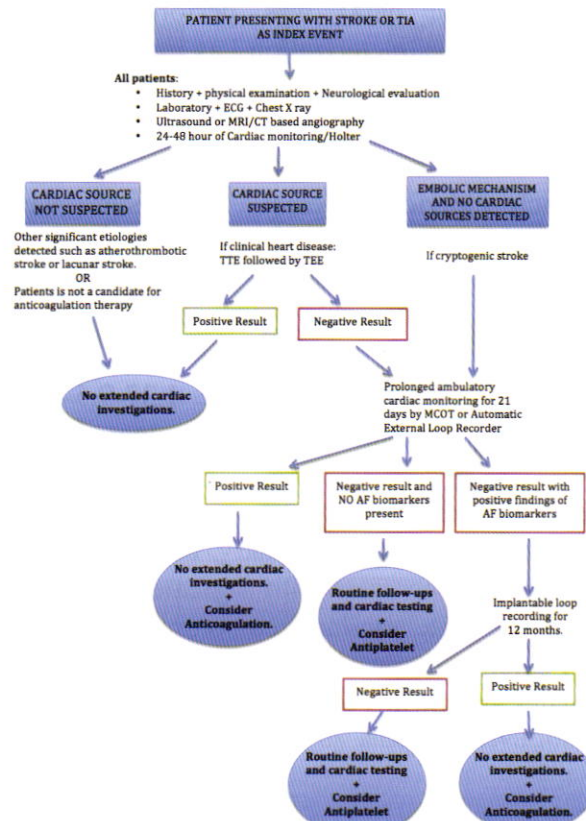 PATIENT PRESENTING WITH STROKE OR TIA
AS INDEX EVENT
All patients:
• History + physical examination + Neurological evaluation
• Laboratory + ECG + Chest X ray
• Ultrasound or MRI/CT based angiography
• 24-48 hour of Cardiac monitoring/Holter
CARDIAC SOURCE
NOT SUSPECTED
CARDIAC SOURCE
SUSPECTED
EMBOLIC MECHANISIM
AND NO CARDIAC
SOURCES DETECTED
Other significant etiologies
detected such as atherothrombotic
stroke or lacunar stroke.
OR
Patients is not a candidate for
anticoagulation therapy
If clinical heart disease:
TTE followed by TEE
If cryptogenic stroke
Positive Result
Negative Result
No extended cardiac
investigations.
Prolonged ambulatory
cardiac monitoring for 21
days by MCOT or Automatic
External Loop Recorder
Positive Result
Negative result and
NO AF biomarkers
present
Negative result with
positive findings of
AF biomarkers
No extended cardiac
investigations.
+
Consider
Anticoagulation.
Routine follow-ups
and cardiac testing
+
Consider
Antiplatelet
Implantable loop
recording for
12 months.
Negative Result
Positive Result
Routine follow-ups
and cardiac testing
+
Consider
Antiplatelet
No extended cardiac
investigations.
+
Consider
Anticoagulation.